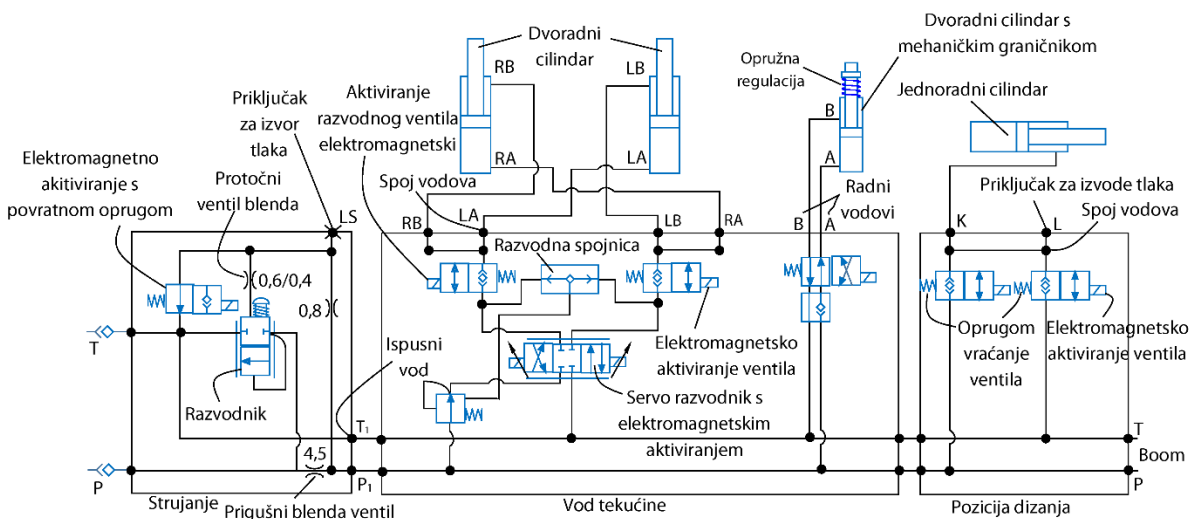 Dvoradni
cilindar
Dvoradni cilindar s
mehaničkim graničnikom
Opružna
regulacija
Jednoradni cilindar
RB
LB
RA
LA
B
A
Aktiviranje
razvodnog ventila
elektromagnetski
Priključak
za izvor
tlaka
Elektromagnetno
akitiviranje s
povratnom oprugom
Protočni
ventil blenda
LS
Spoj vodova
RB
LA
LB
RA
Razvodna spojnica
Radni
vodovi
B
A
Priključak za izvode tlaka
Spoj vodova
K
L
0,6/0,4
0,8
T
Razvodnik
Ispusni
vod
Elektromagnetsko
aktiviranje ventila
Servo razvodnik s
elektromagnetskim
aktiviranjem
Oprugom
vraćanje
ventila
Elektromagnetsko
aktiviranje ventila
T1
T
Boom
4,5
P
P1
P
Strujanje
Prigušni blenda ventil
Vod tekućine
Pozicija dizanja